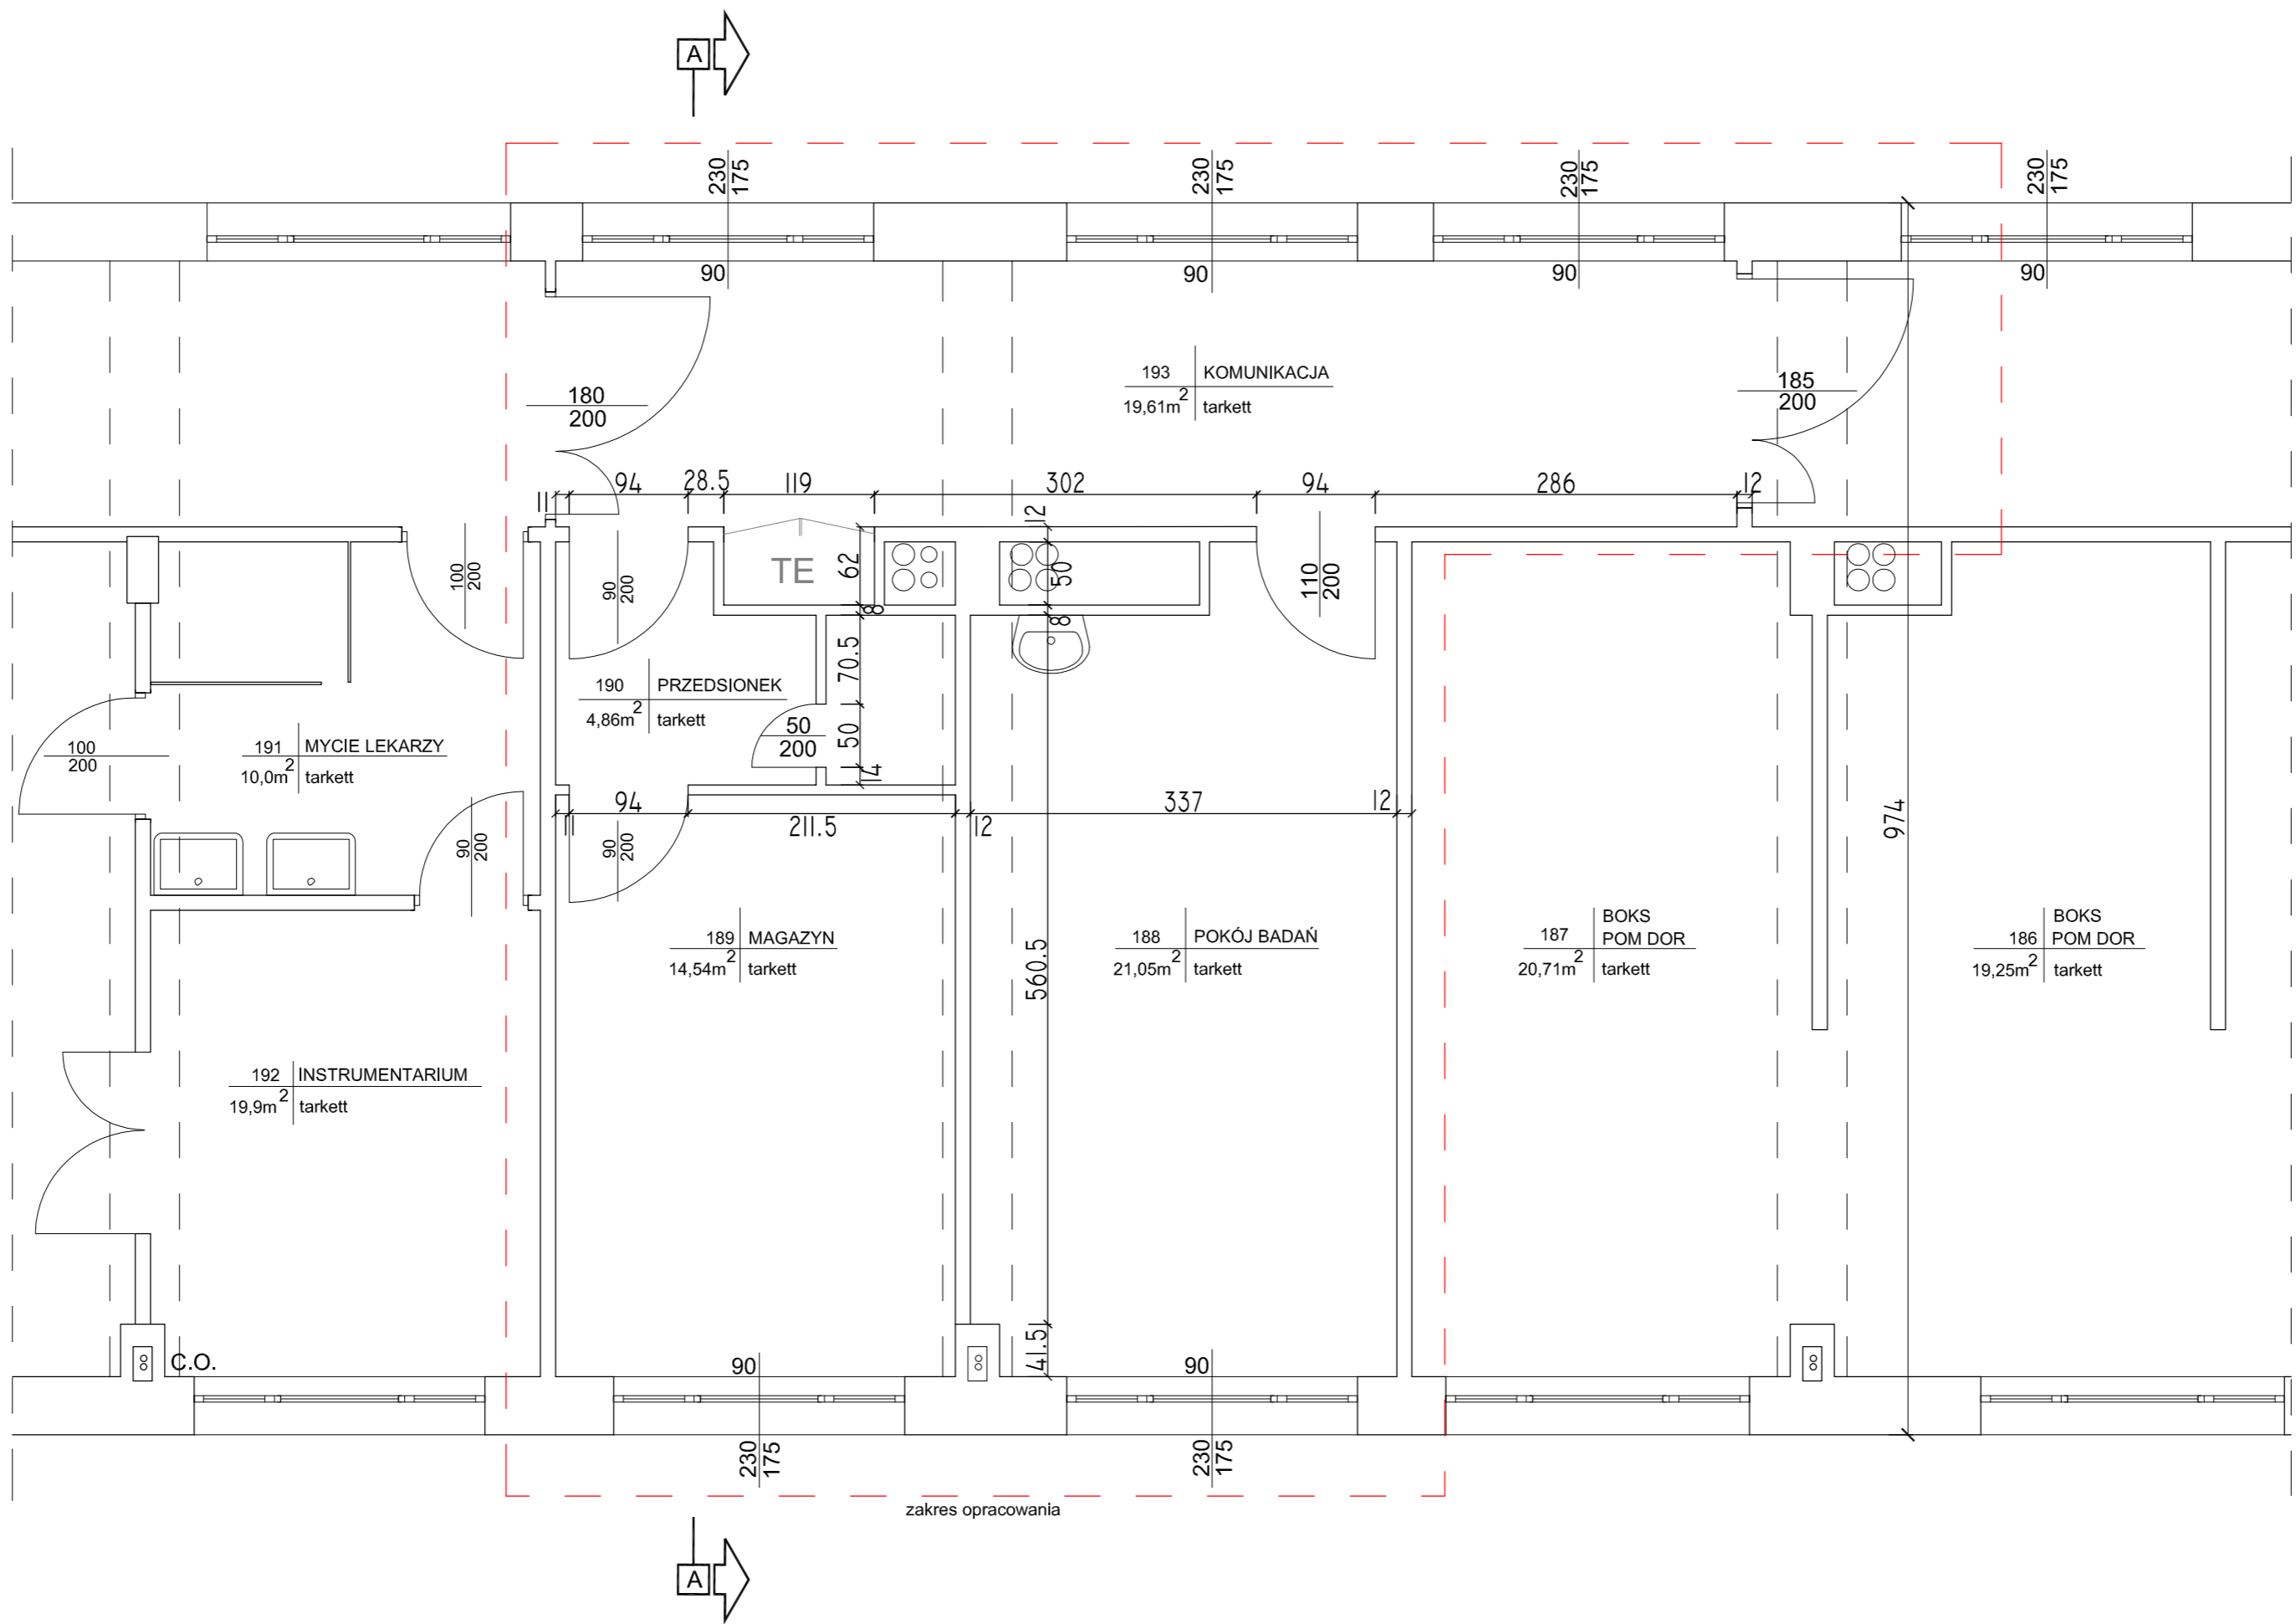 A
230
175
230
175
230
175
230
175
90
90
90
90
193 KOMUNIKACJA
19,61m2 tarkett
180
200
185
200
11
94
28.5
119
302
94
286
12
12
100
200
90
200
TE
62
50
110
200
8
8
70.5
190 PRZEDSIONEK
4,86m2 tarkett
50
200
50
14
100
200
191 MYCIE LEKARZY
10,0m2 tarkett
94
211.5
11
12
337
12
974
90
200
90
200
189 MAGAZYN
14,54m2 tarkett
560.5
188 POKÓJ BADAŃ
21,05m2 tarkett
BOKS
187 POM DOR
20,71m2 tarkett
BOKS
186 POM DOR
19,25m2 tarkett
192 INSTRUMENTARIUM
19,9m2 tarkett
C.O.
41.5
90
90
230
175
230
175
zakres opracowania
A